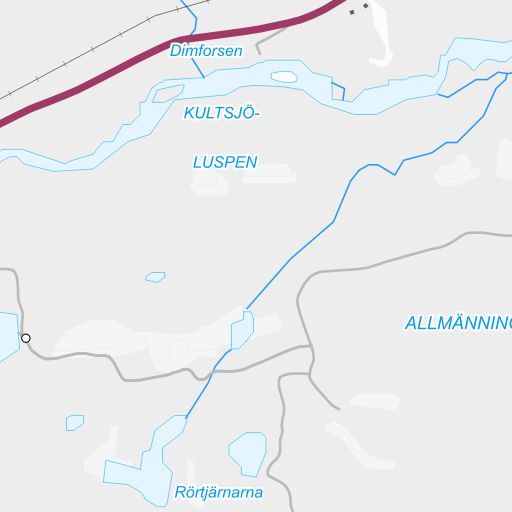 Dimforsen
KULTSJÖ-
LUSPEN
ALLMÄNNING
Rörtjärnarna